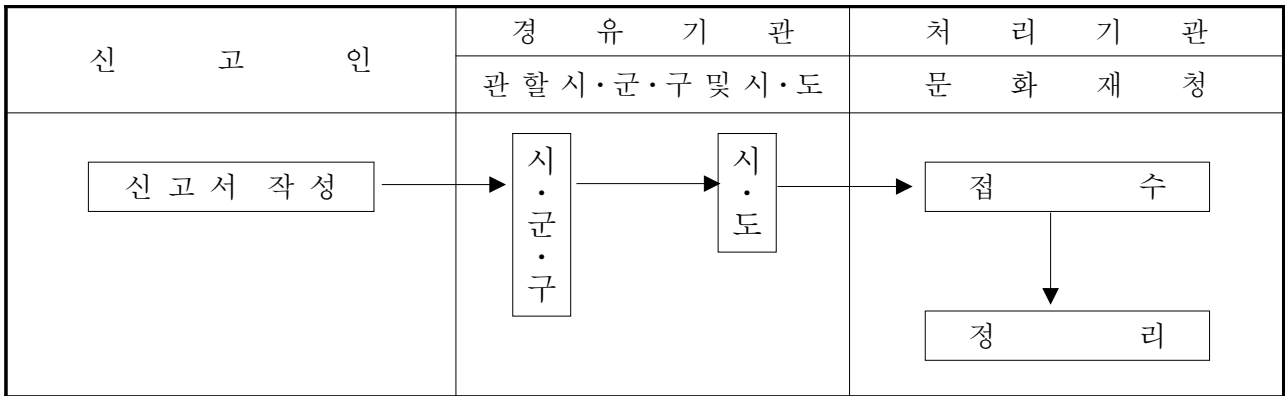 신 고 인
경 유 기 관
처 리 기 관
관 할 시·군·구 및 시·도
문 화 재 청
신 고 서 작 성
시·군·구
시·도
접 수
정 리